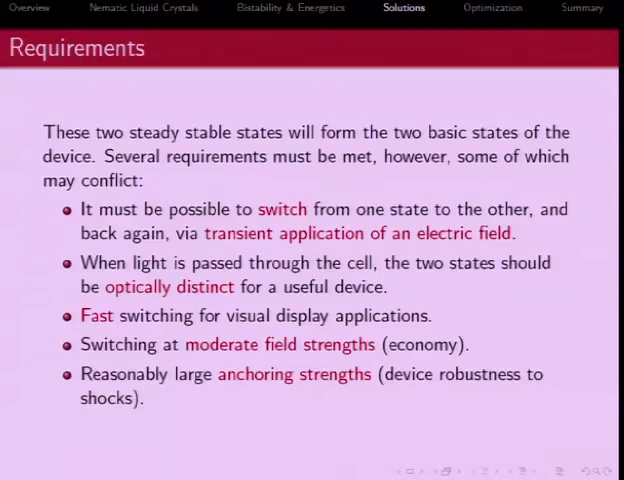 Overview Nematic Liquid Crystals Bistability & Energetics Solutions Optimization Summary
Requirements
These two steady stable states will form the two basic states of the
device. Several requirements must be met, however, some of which
may conflict:
It must be possible to switch from one state to the other, and
back again, via transient application of an electric field.
When light is passed through the cell, the two states should
be optically distinct for a useful device.
Fast switching for visual display applications.
Switching at moderate field strengths (economy).
Reasonably large anchoring strengths (device robustness to
shocks).